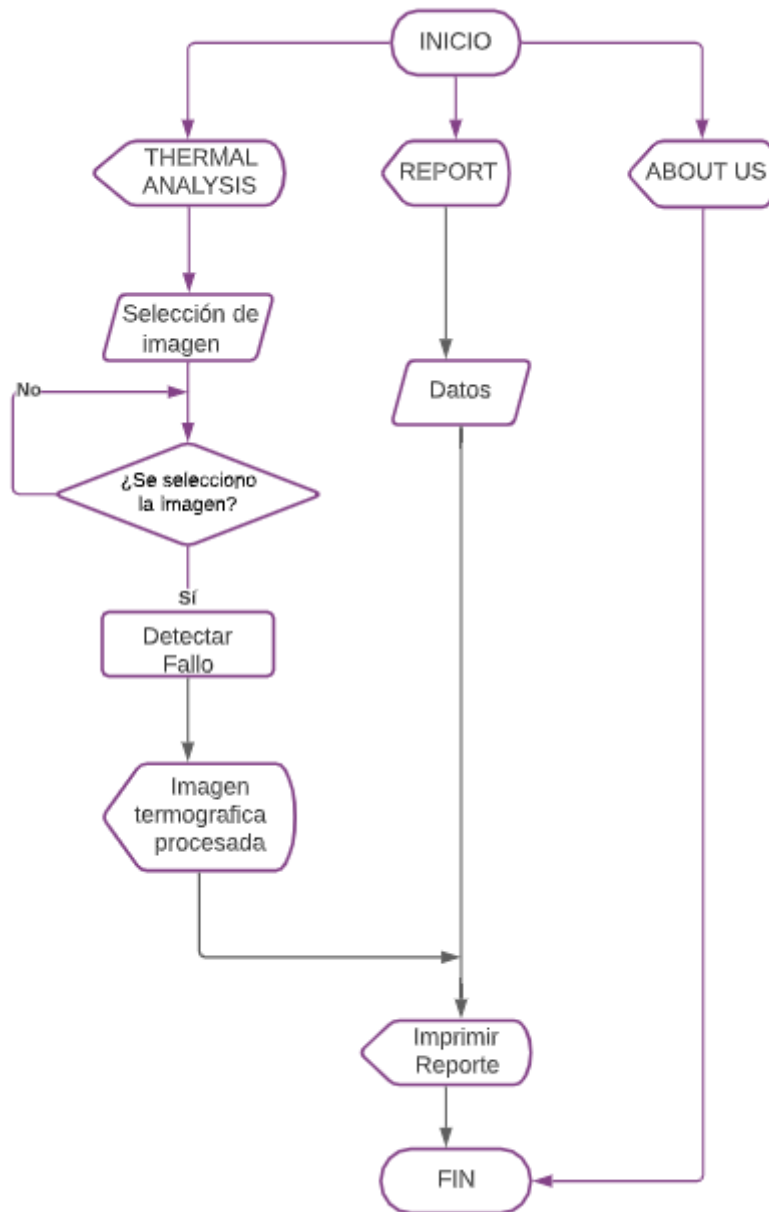 INICIO
THERMAL
ANALYSIS
REPORT
ABOUT US
Selección de
imagen
No
Datos
¿Se selecciono
la imagen?
Sí
Detectar
Fallo
Imagen
termografica
procesada
Imprimir
Reporte
FIN